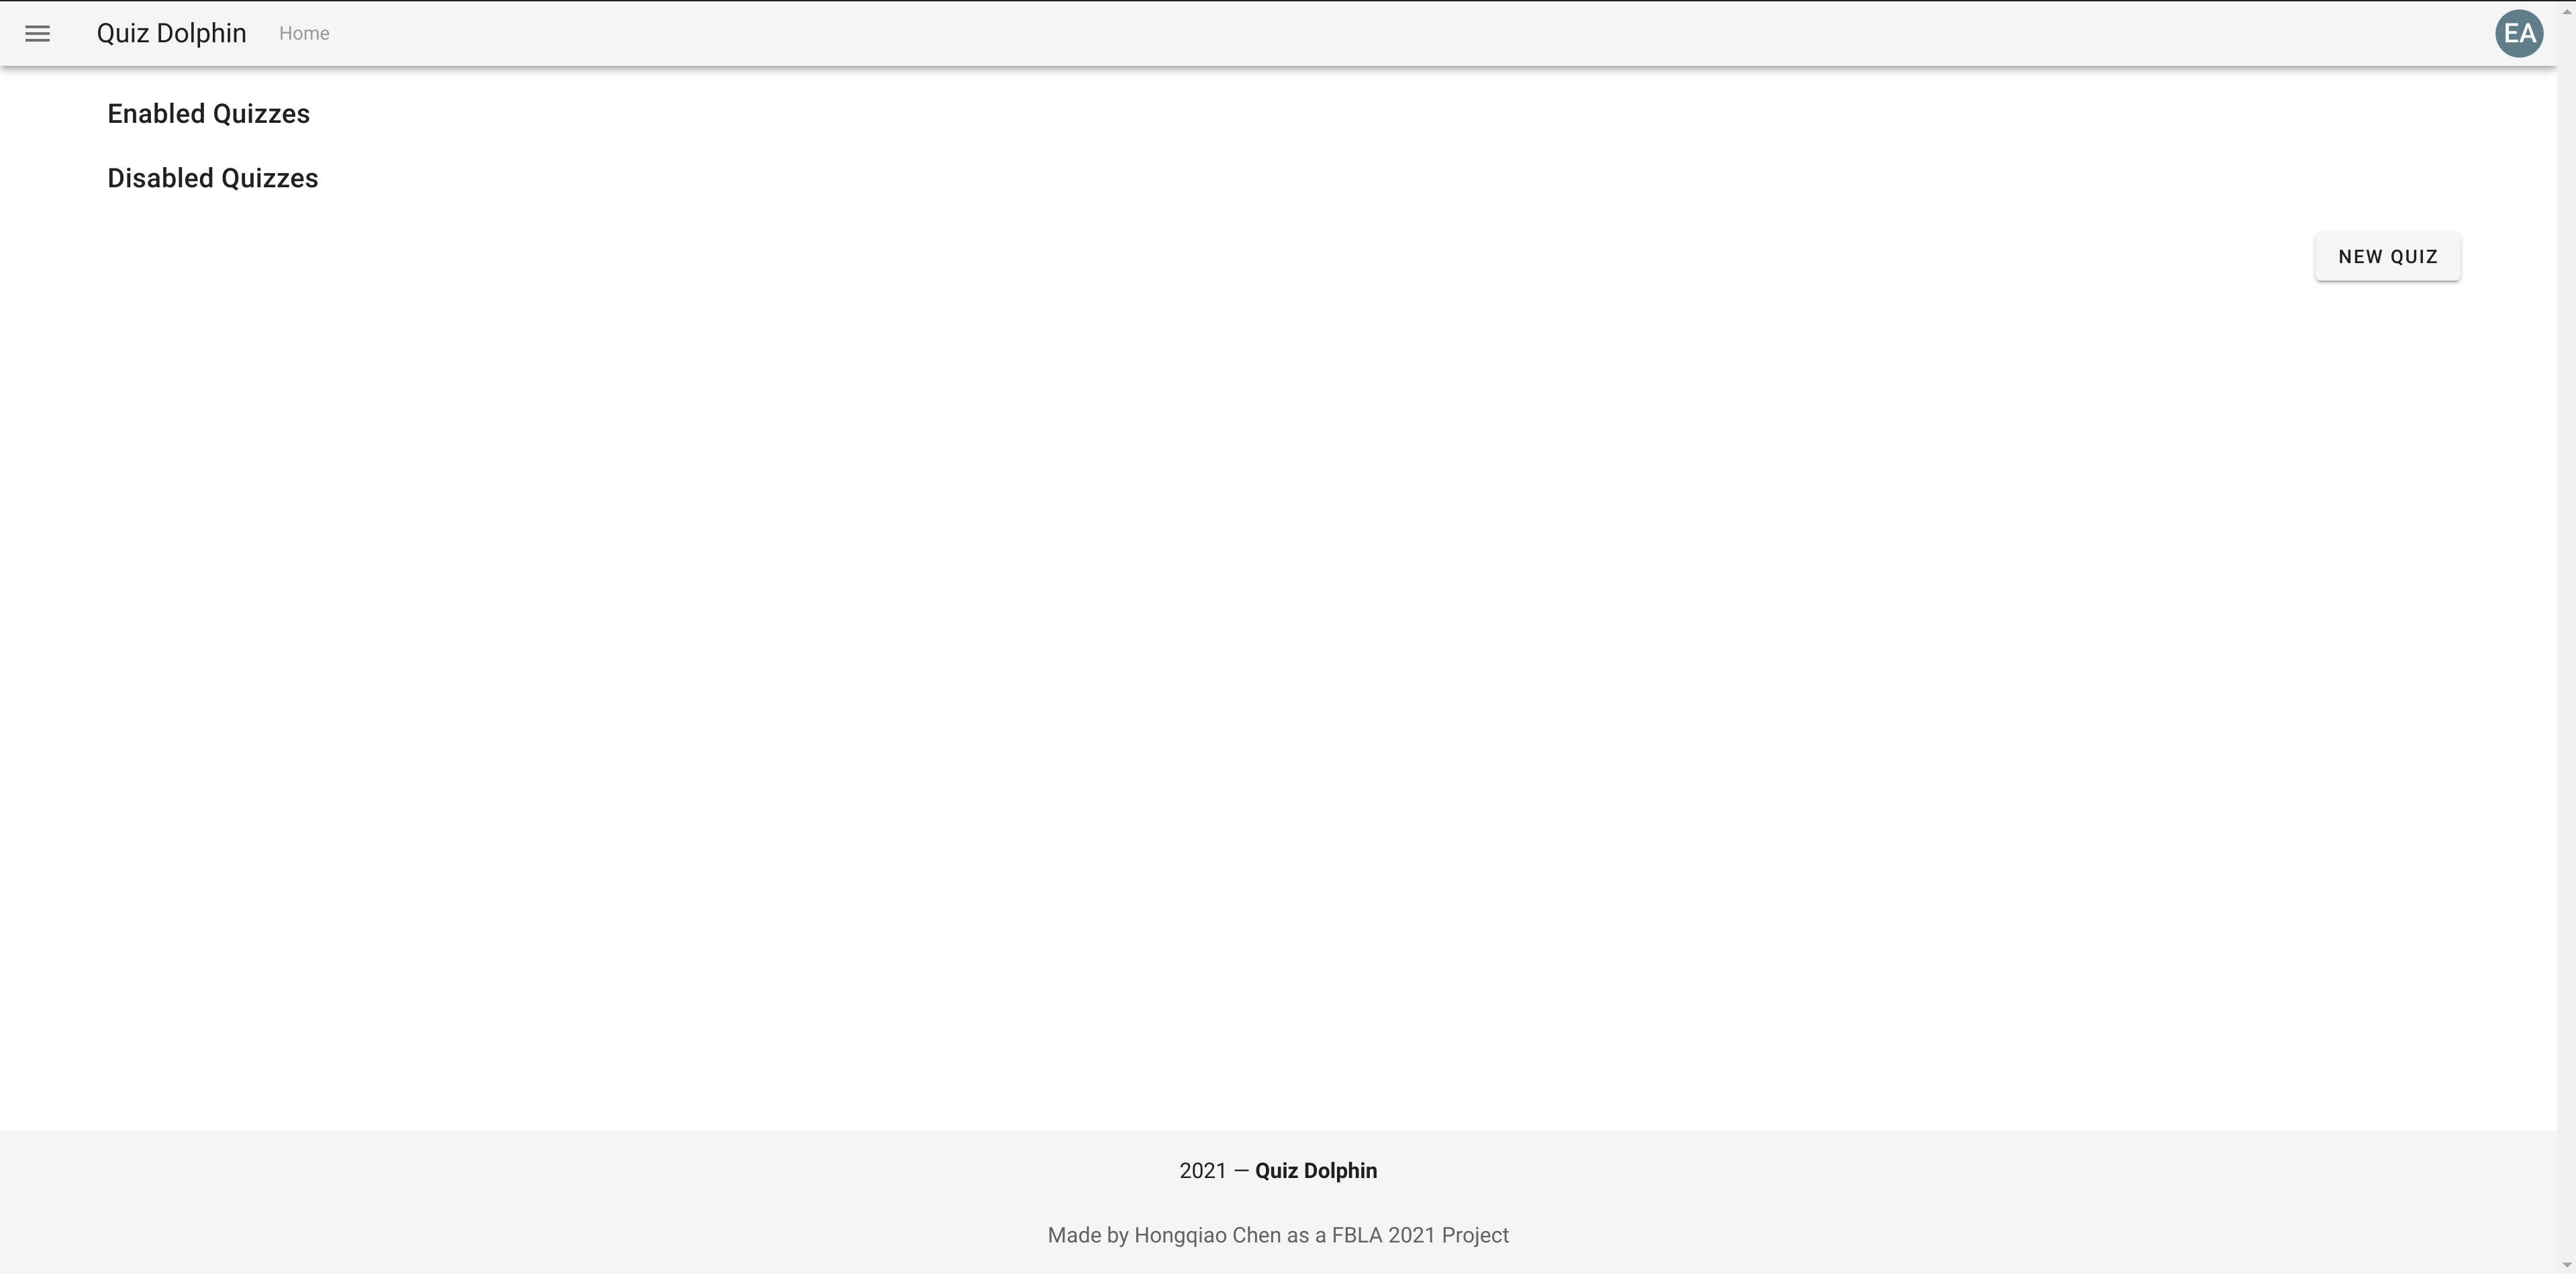 Quiz Dolphin Home EA
Enabled Quizzes
Disabled Quizzes
NEW QUIZ
2021 — Quiz Dolphin
Made by Hongqiao Chen as a FBLA 2021 Project